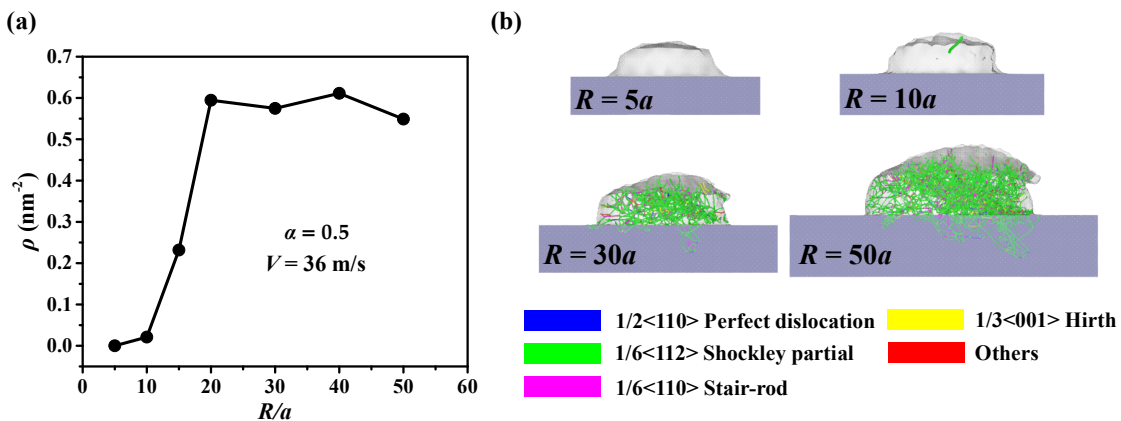 (a)
0.7
0.6
0.5
0.4
0.3
0.2
0.1
0.0
ρ (nm⁻²)
α = 0.5
V = 36 m/s
0 10 20 30 40 50 60
R/a
(b)
R = 5a
R = 10a
R = 30a
R = 50a
1/2<110> Perfect dislocation
1/3<001> Hirth
1/6<112> Shockley partial
Others
1/6<110> Stair-rod